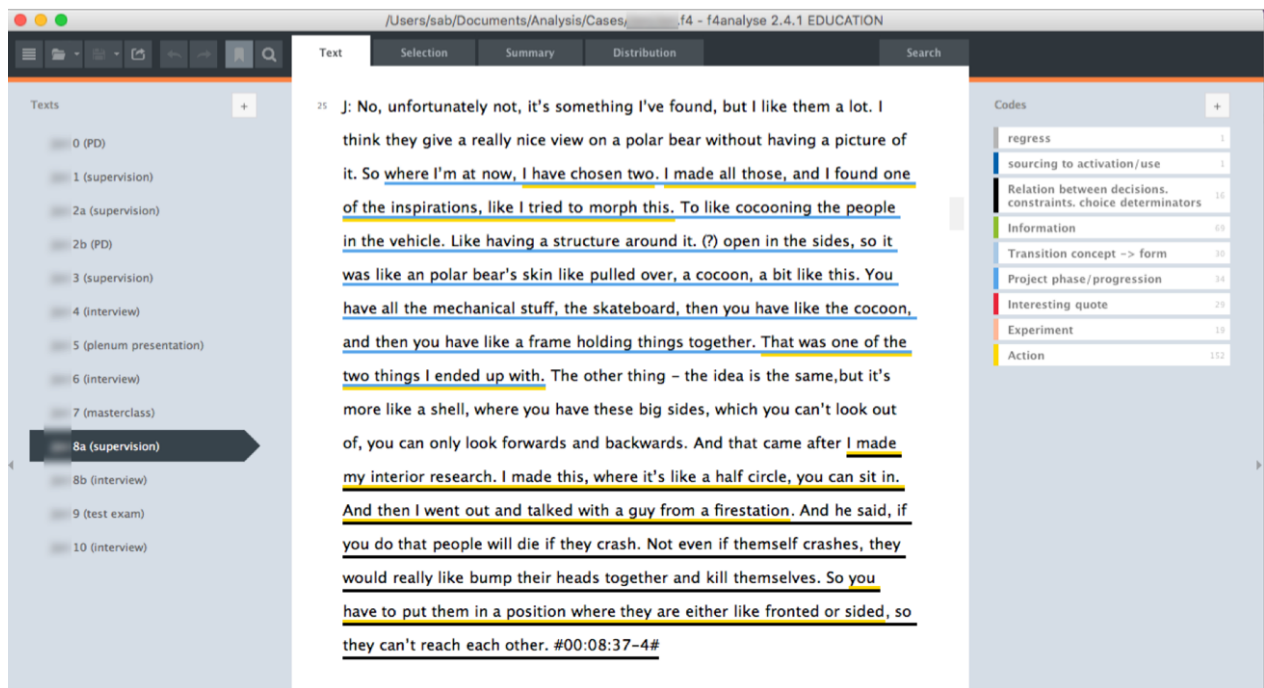 /Users/sab/Documents/Analysis/Cases/ .f4 - f4analyse 2.4.1 EDUCATION
Text
Selection
Summary
Distribution
Search
Texts
+
0 (PD)
1 (supervision)
2a (supervision)
2b (PD)
3 (supervision)
4 (interview)
5 (plenum presentation)
6 (interview)
7 (masterclass)
8a (supervision)
8b (interview)
9 (test exam)
10 (interview)
25 J: No, unfortunately not, it's something I've found, but I like them a lot. I
think they give a really nice view on a polar bear without having a picture of
it. So where I'm at now, I have chosen two. I made all those, and I found one
of the inspirations, like I tried to morph this. To like cocooning the people
in the vehicle. Like having a structure around it. (?) open in the sides, so it
was like an polar bear's skin like pulled over, a cocoon, a bit like this. You
have all the mechanical stuff, the skateboard, then you have like the cocoon,
and then you have like a frame holding things together. That was one of the
two things I ended up with. The other thing – the idea is the same,but it's
more like a shell, where you have these big sides, which you can't look out
of, you can only look forwards and backwards. And that came after I made
my interior research. I made this, where it's like a half circle, you can sit in.
And then I went out and talked with a guy from a firestation. And he said, if
you do that people will die if they crash. Not even if themself crashes, they
would really like bump their heads together and kill themselves. So you
have to put them in a position where they are either like fronted or sided, so
they can't reach each other. #00:08:37-4#
Codes
+
regress 1
sourcing to activation/use 1
Relation between decisions.
constraints. choice determinators 16
Information 69
Transition concept -> form 30
Project phase/progression 34
Interesting quote 29
Experiment 19
Action 152